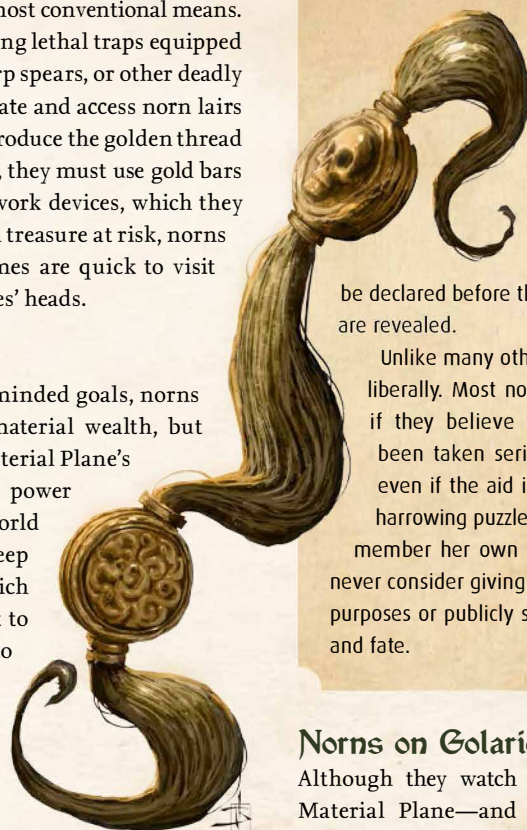 most conventional means.
ng lethal traps equipped
rp spears, or other deadly
ate and access norn lairs
roduce the golden thread
, they must use gold bars
work devices, which they
treasure at risk, norns
mes are quick to visit
es’ heads.
minded goals, norns
material wealth, but
terial Plane’s
power
orld
eep
ich
to
o
be declared before th
are revealed.
Unlike many oth
liberally. Most no
if they believe
been taken seri
even if the aid i
harrowing puzzle
member her own
never consider giving
purposes or publicly s
and fate.
Norns on Golari
Although they watch
Material Plane—and